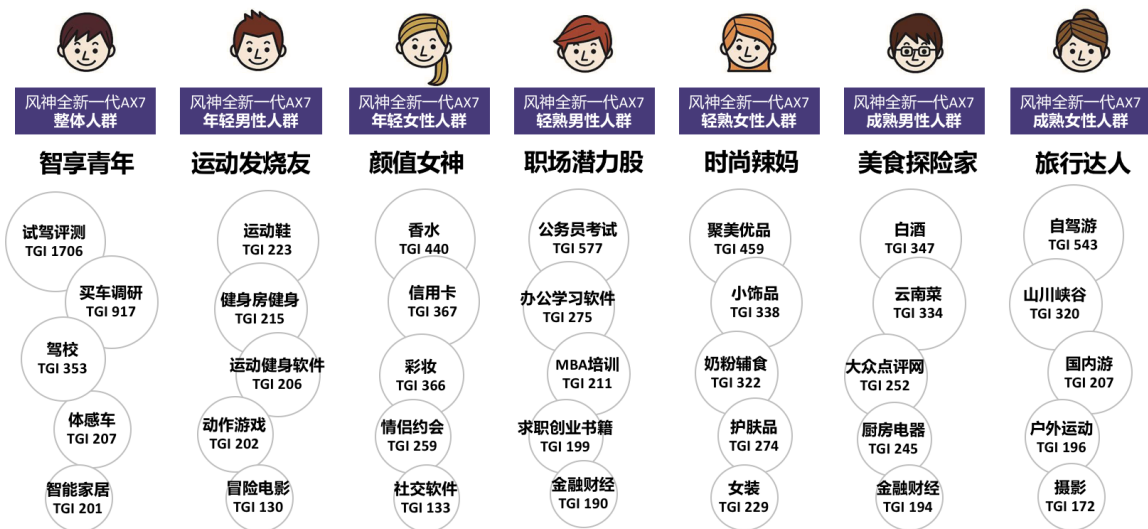 风神全新一代AX7
整体人群
智享青年
试驾评测
TGI 1706
买车调研
TGI 917
驾校
TGI 353
体感车
TGI 207
智能家居
TGI 201
风神全新一代AX7
年轻男性人群
运动发烧友
运动鞋
TGI 223
健身房健身
TGI 215
运动健身软件
TGI 206
动作游戏
TGI 202
冒险电影
TGI 130
风神全新一代AX7
年轻女性人群
颜值女神
香水
TGI 440
信用卡
TGI 367
彩妆
TGI 366
情侣约会
TGI 259
社交软件
TGI 133
风神全新一代AX7
轻熟男性人群
职场潜力股
公务员考试
TGI 577
办公学习软件
TGI 275
MBA培训
TGI 211
求职创业书籍
TGI 199
金融财经
TGI 190
风神全新一代AX7
轻熟女性人群
时尚辣妈
聚美优品
TGI 459
小饰品
TGI 338
奶粉辅食
TGI 322
护肤品
TGI 274
女装
TGI 229
风神全新一代AX7
成熟男性人群
美食探险家
白酒
TGI 347
云南菜
TGI 334
大众点评网
TGI 252
厨房电器
TGI 245
金融财经
TGI 194
风神全新一代AX7
成熟女性人群
旅行达人
自驾游
TGI 543
山川峡谷
TGI 320
国内游
TGI 207
户外运动
TGI 196
摄影
TGI 172